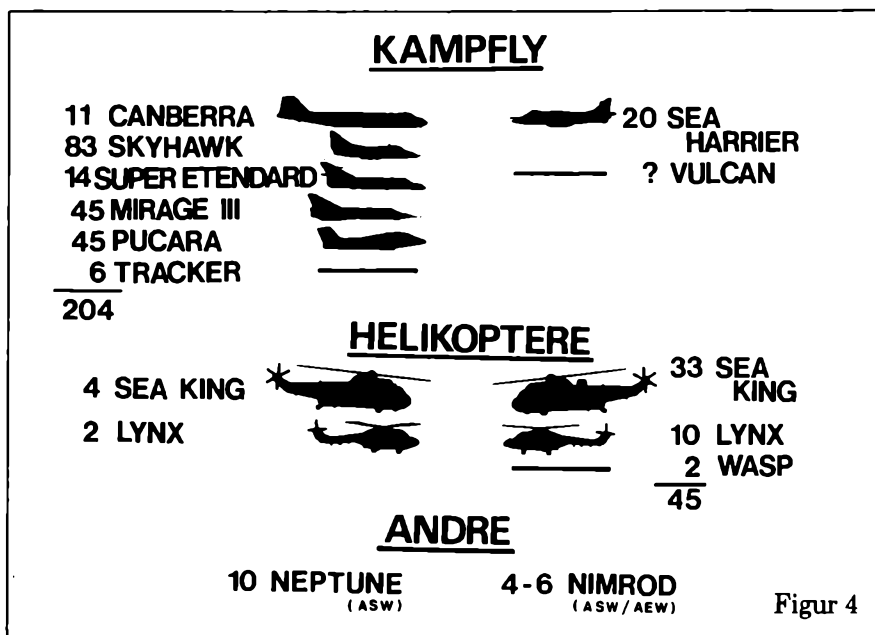 KAMPFLY
11 CANBERRA
83 SKYHAWK
14 SUPER ETENDARD
45 MIRAGE III
45 PUCARA
6 TRACKER
204
20 SEA
HARRIER
? VULCAN
HELIKOPTERE
4 SEA KING
2 LYNX
33 SEA
KING
10 LYNX
2 WASP
45
ANDRE
10 NEPTUNE
(ASW)
4-6 NIMROD
(ASW/AEW)
Figur 4